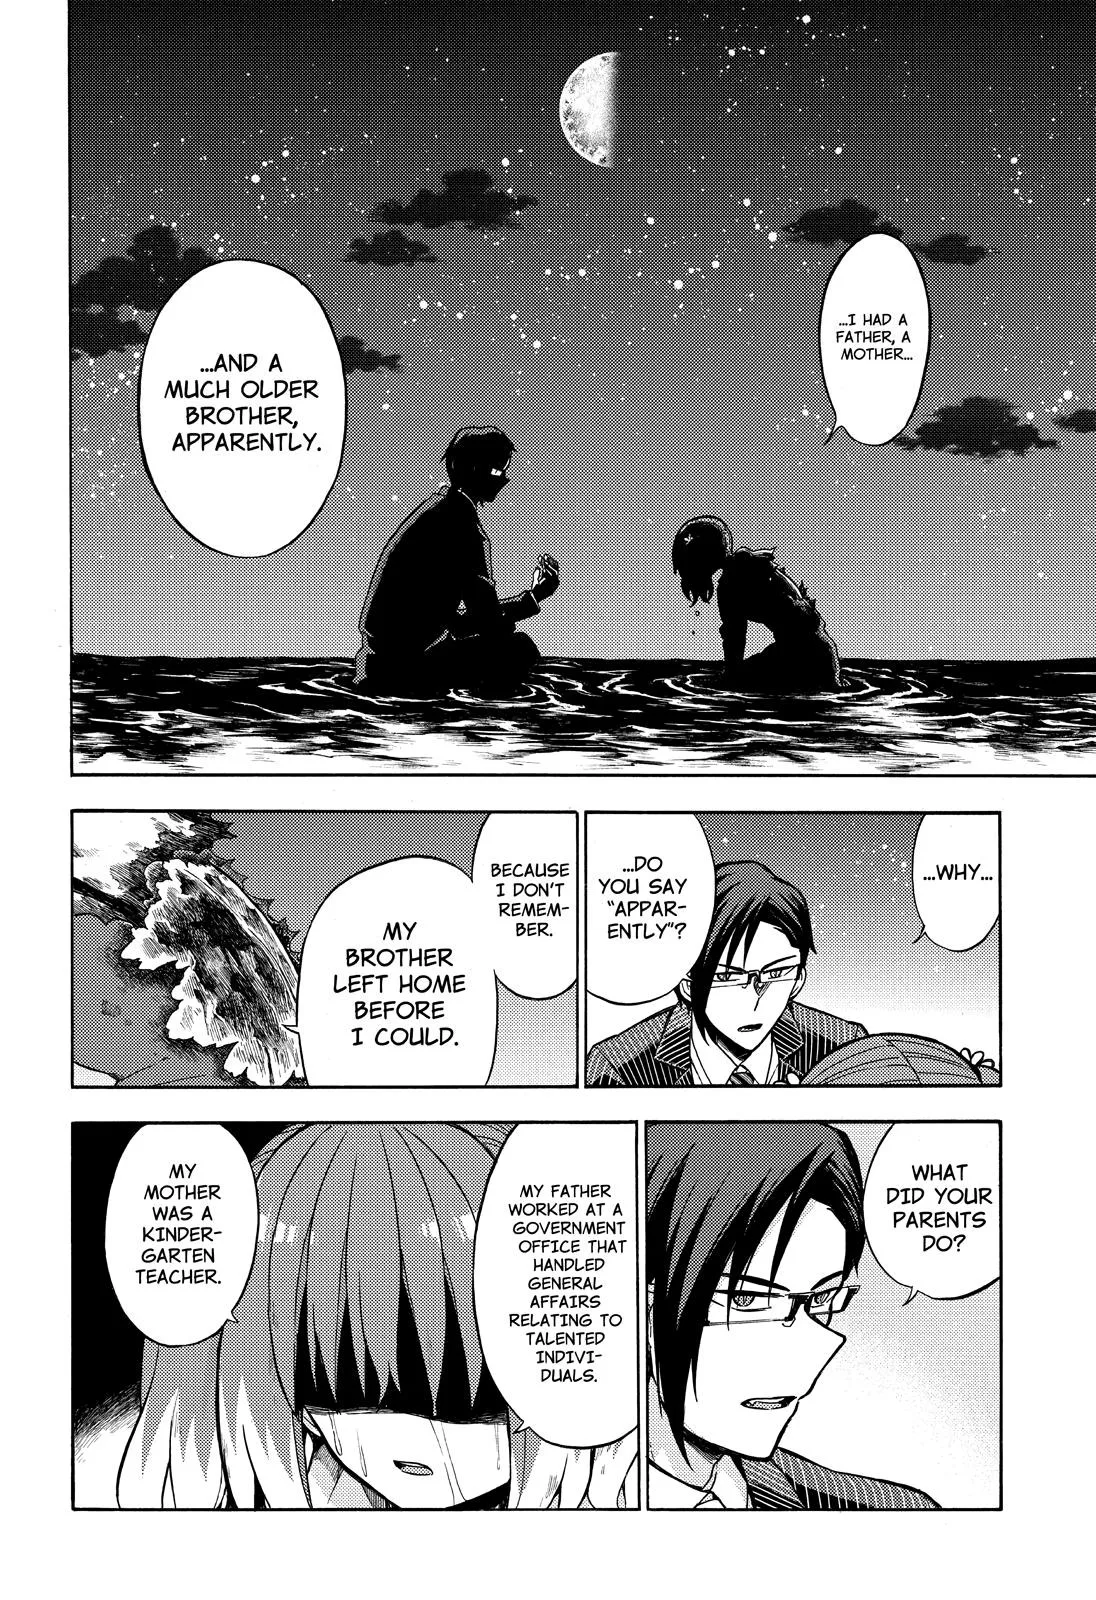 ...I HAD A
FATHER, A
MOTHER...
...AND A
MUCH OLDER
BROTHER,
APPARENTLY.
...WHY...
...DO
YOU SAY
"APPAR-
ENTLY"?
BECAUSE
I DON'T
REMEM-
BER.
MY
BROTHER
LEFT HOME
BEFORE
I COULD.
WHAT
DID YOUR
PARENTS
DO?
MY FATHER
WORKED AT A
GOVERNMENT
OFFICE THAT
HANDLED
GENERAL
AFFAIRS
RELATING TO
TALENTED
INDIVI-
DUALS.
MY
MOTHER
WAS A
KINDER-
GARTEN
TEACHER.